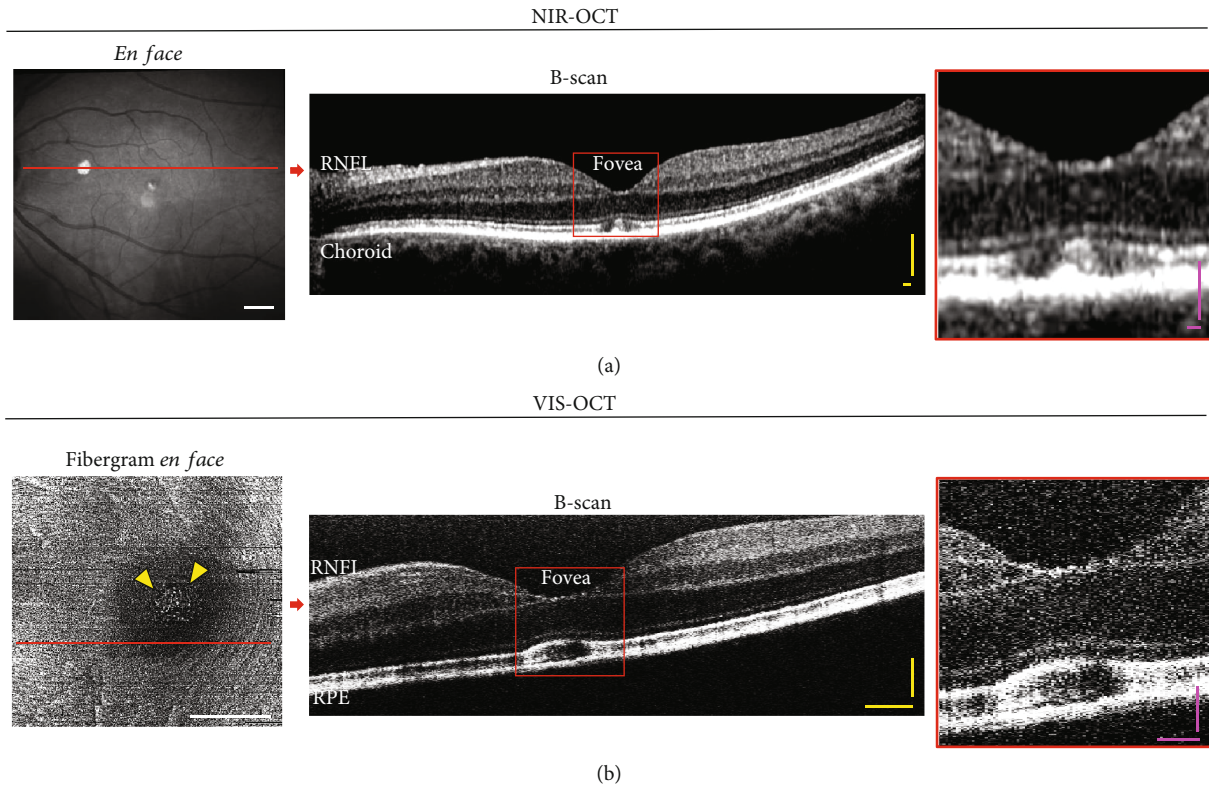 NIR-OCT
En face
B-scan
RNFL
Fovea
Choroid
(a)
VIS-OCT
Fibergram en face
B-scan
RNFL
Fovea
RPE
(b)